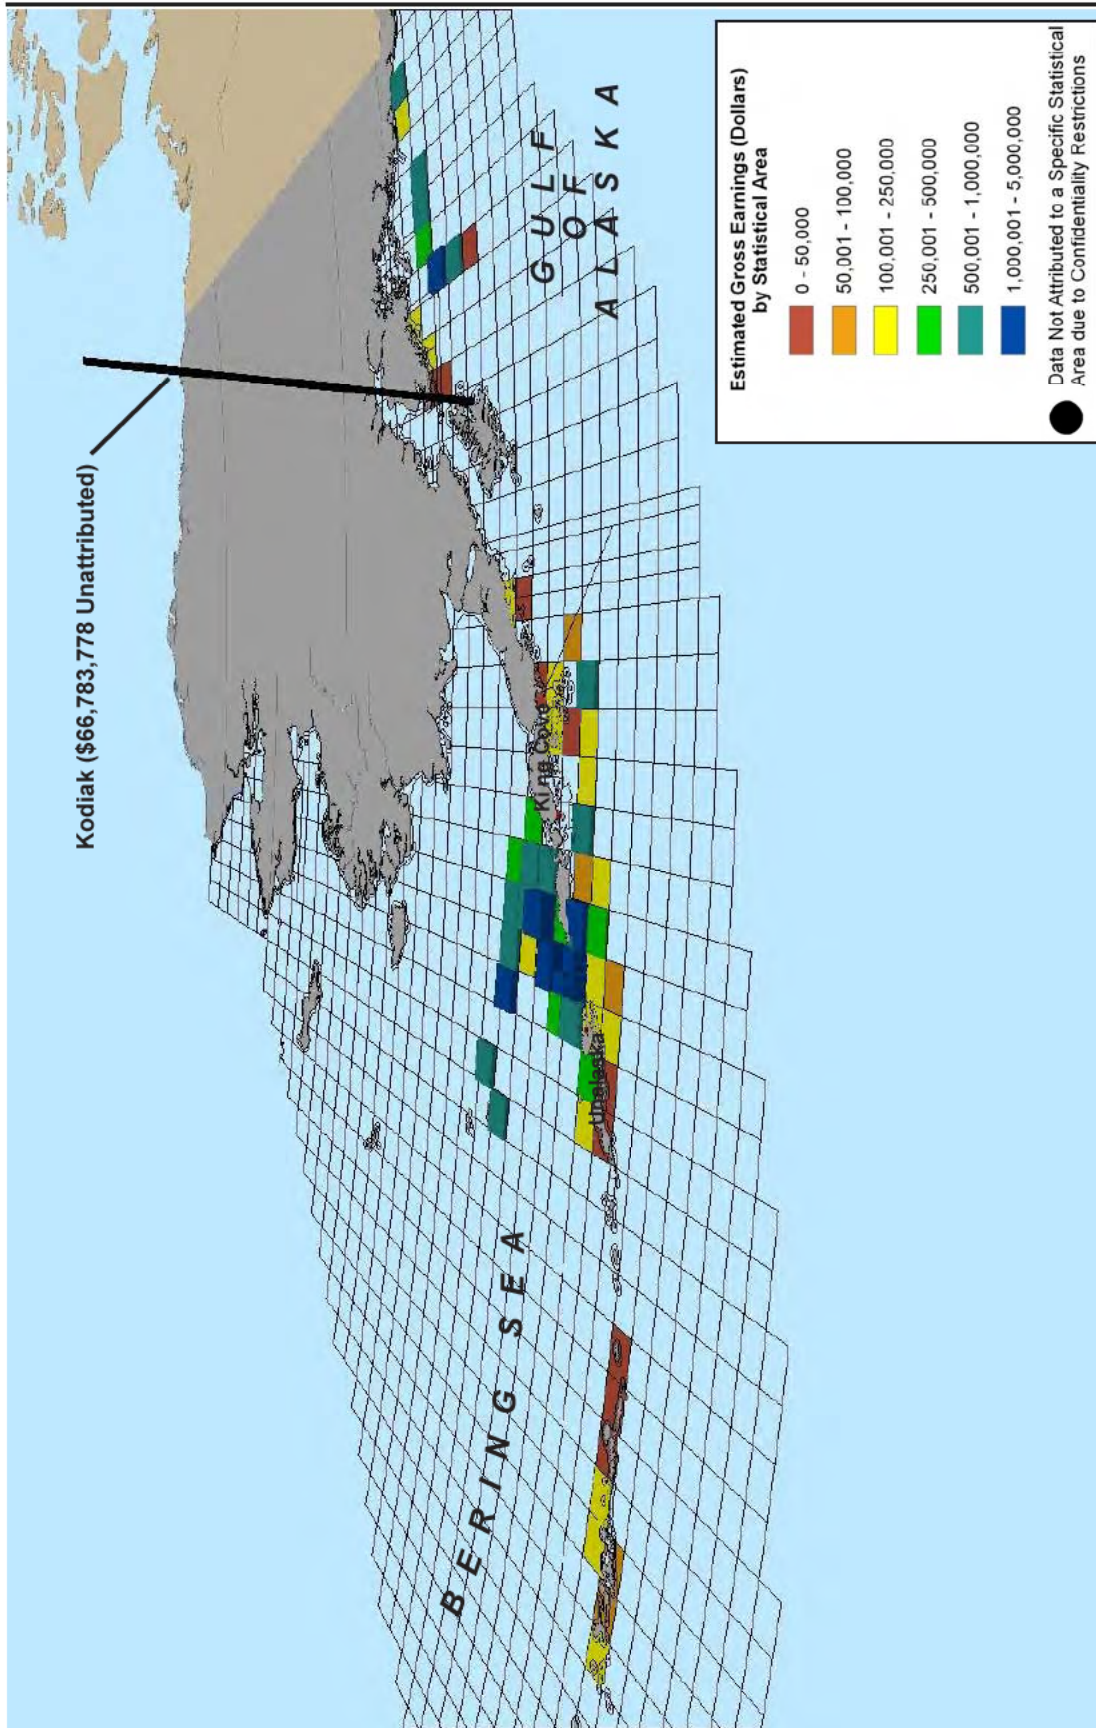 Kodiak ($66,783,778 Unattributed)
GULF
OF
ALASKA
BERING SEA
King Cove
Unalaska
Estimated Gross Earnings (Dollars)
by Statistical Area
0 - 50,000
50,001 - 100,000
100,001 - 250,000
250,001 - 500,000
500,001 - 1,000,000
1,000,001 - 5,000,000
Data Not Attributed to a Specific Statistical
Area due to Confidentiality Restrictions